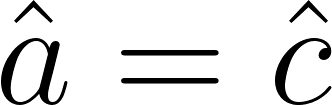 â = ĉ